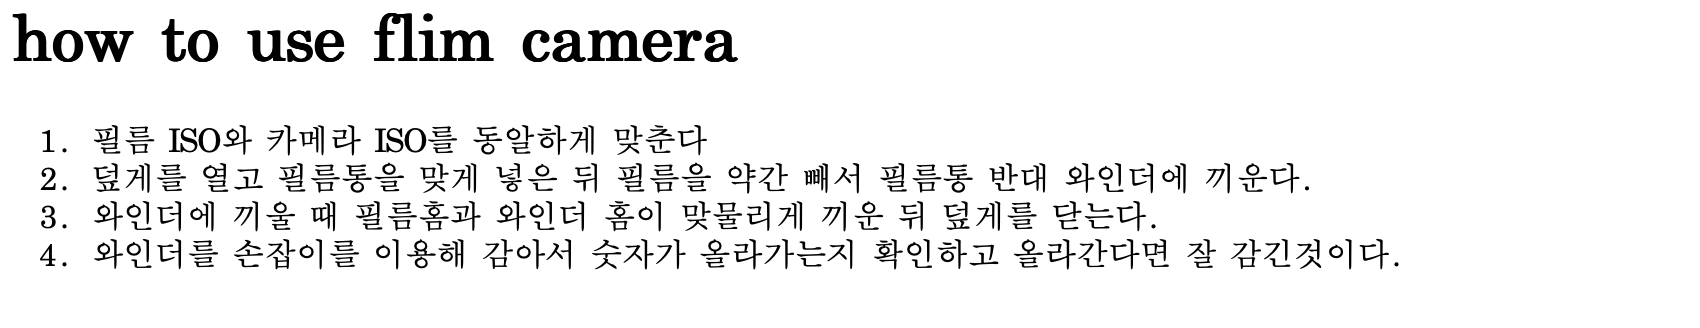 how to use flim camera
1. 필름 ISO와 카메라 ISO를 동알하게 맞춘다
2. 덮게를 열고 필름통을 맞게 넣은 뒤 필름을 약간 빼서 필름통 반대 와인더에 끼운다.
3. 와인더에 끼울 때 필름홈과 와인더 홈이 맞물리게 끼운 뒤 덮게를 닫는다.
4. 와인더를 손잡이를 이용해 감아서 숫자가 올라가는지 확인하고 올라간다면 잘 감긴것이다.